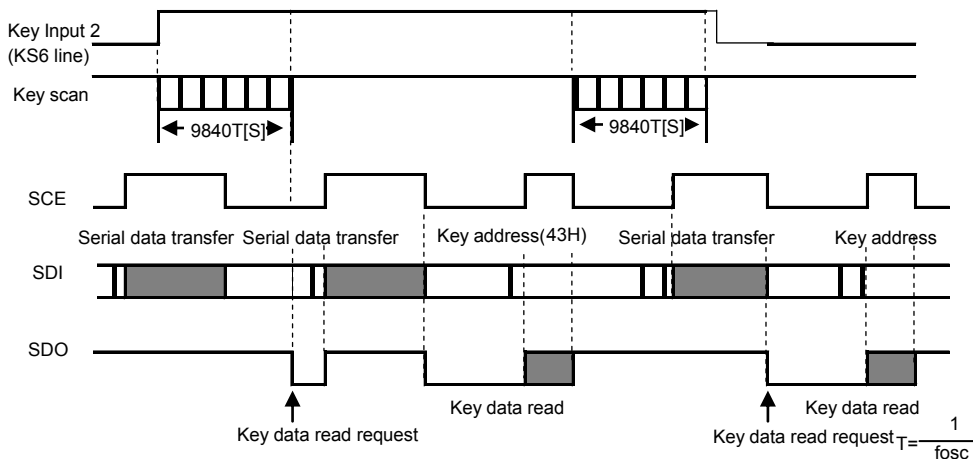 Key Input 2
(KS6 line)
Key scan
9840T[S]
9840T[S]
SCE
Serial data transfer
Serial data transfer
Key address(43H)
Serial data transfer
Key address
SDI
SDO
Key data read
Key data read
Key data read request
Key data read request
T=1
fosc